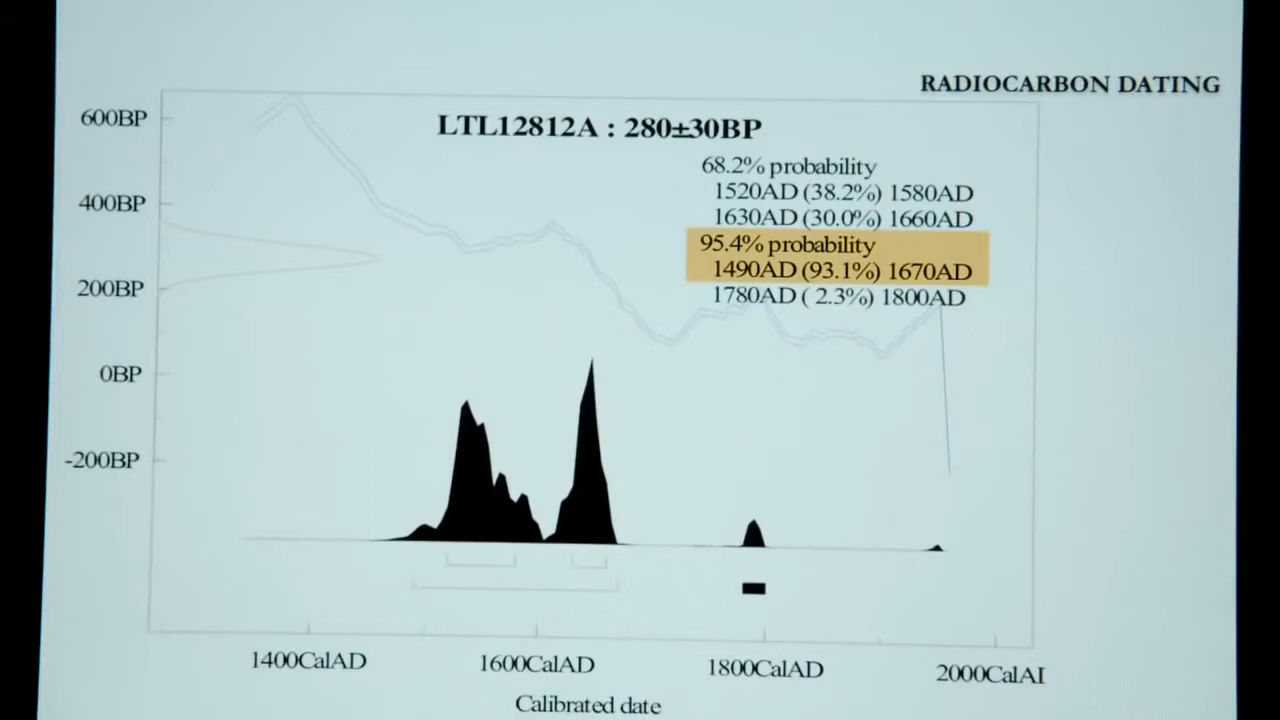 RADIOCARBON DATING
LTL12812A : 280±30BP
68.2% probability
1520AD (38.2%) 1580AD
1630AD (30.0%) 1660AD
95.4% probability
1490AD (93.1%) 1670AD
1780AD ( 2.3%) 1800AD
600BP
400BP
200BP
0BP
-200BP
1400CalAD
1600CalAD
1800CalAD
2000CalAI
Calibrated date